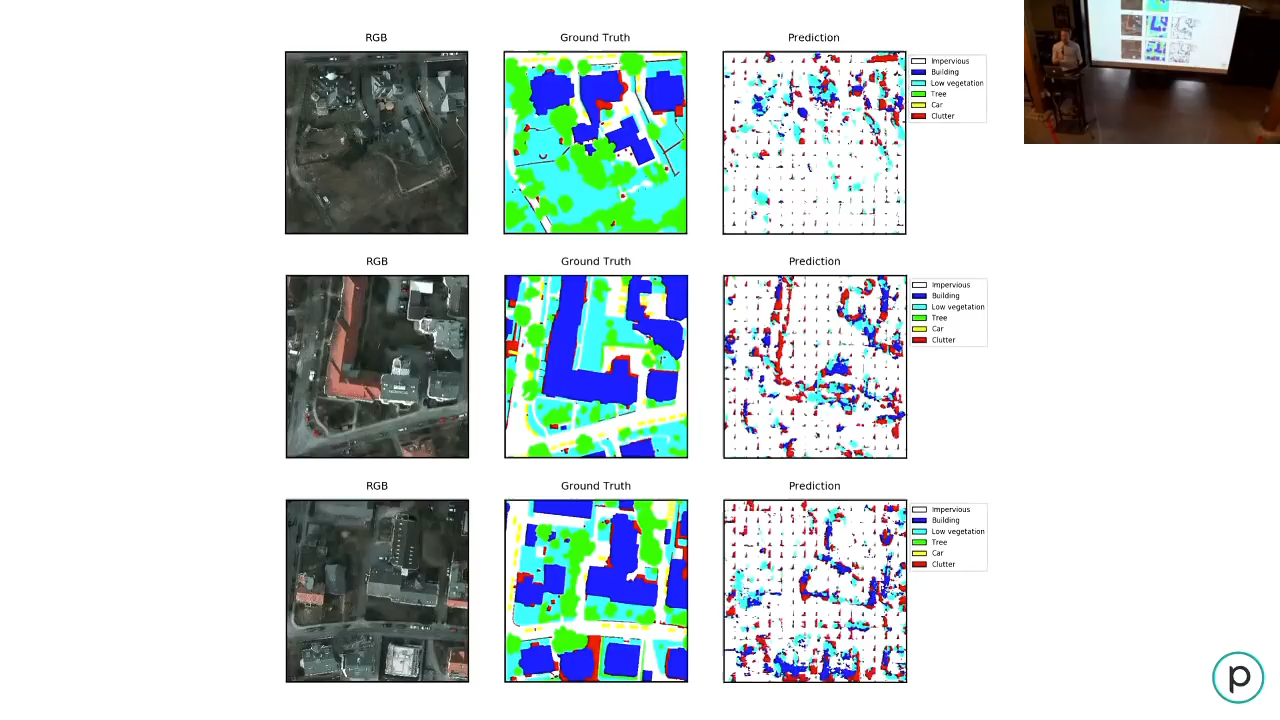 RGB
Ground Truth
Prediction
Impervious
Building
Low vegetation
Tree
Car
Clutter
RGB
Ground Truth
Prediction
Impervious
Building
Low vegetation
Tree
Car
Clutter
RGB
Ground Truth
Prediction
Impervious
Building
Low vegetation
Tree
Car
Clutter
p